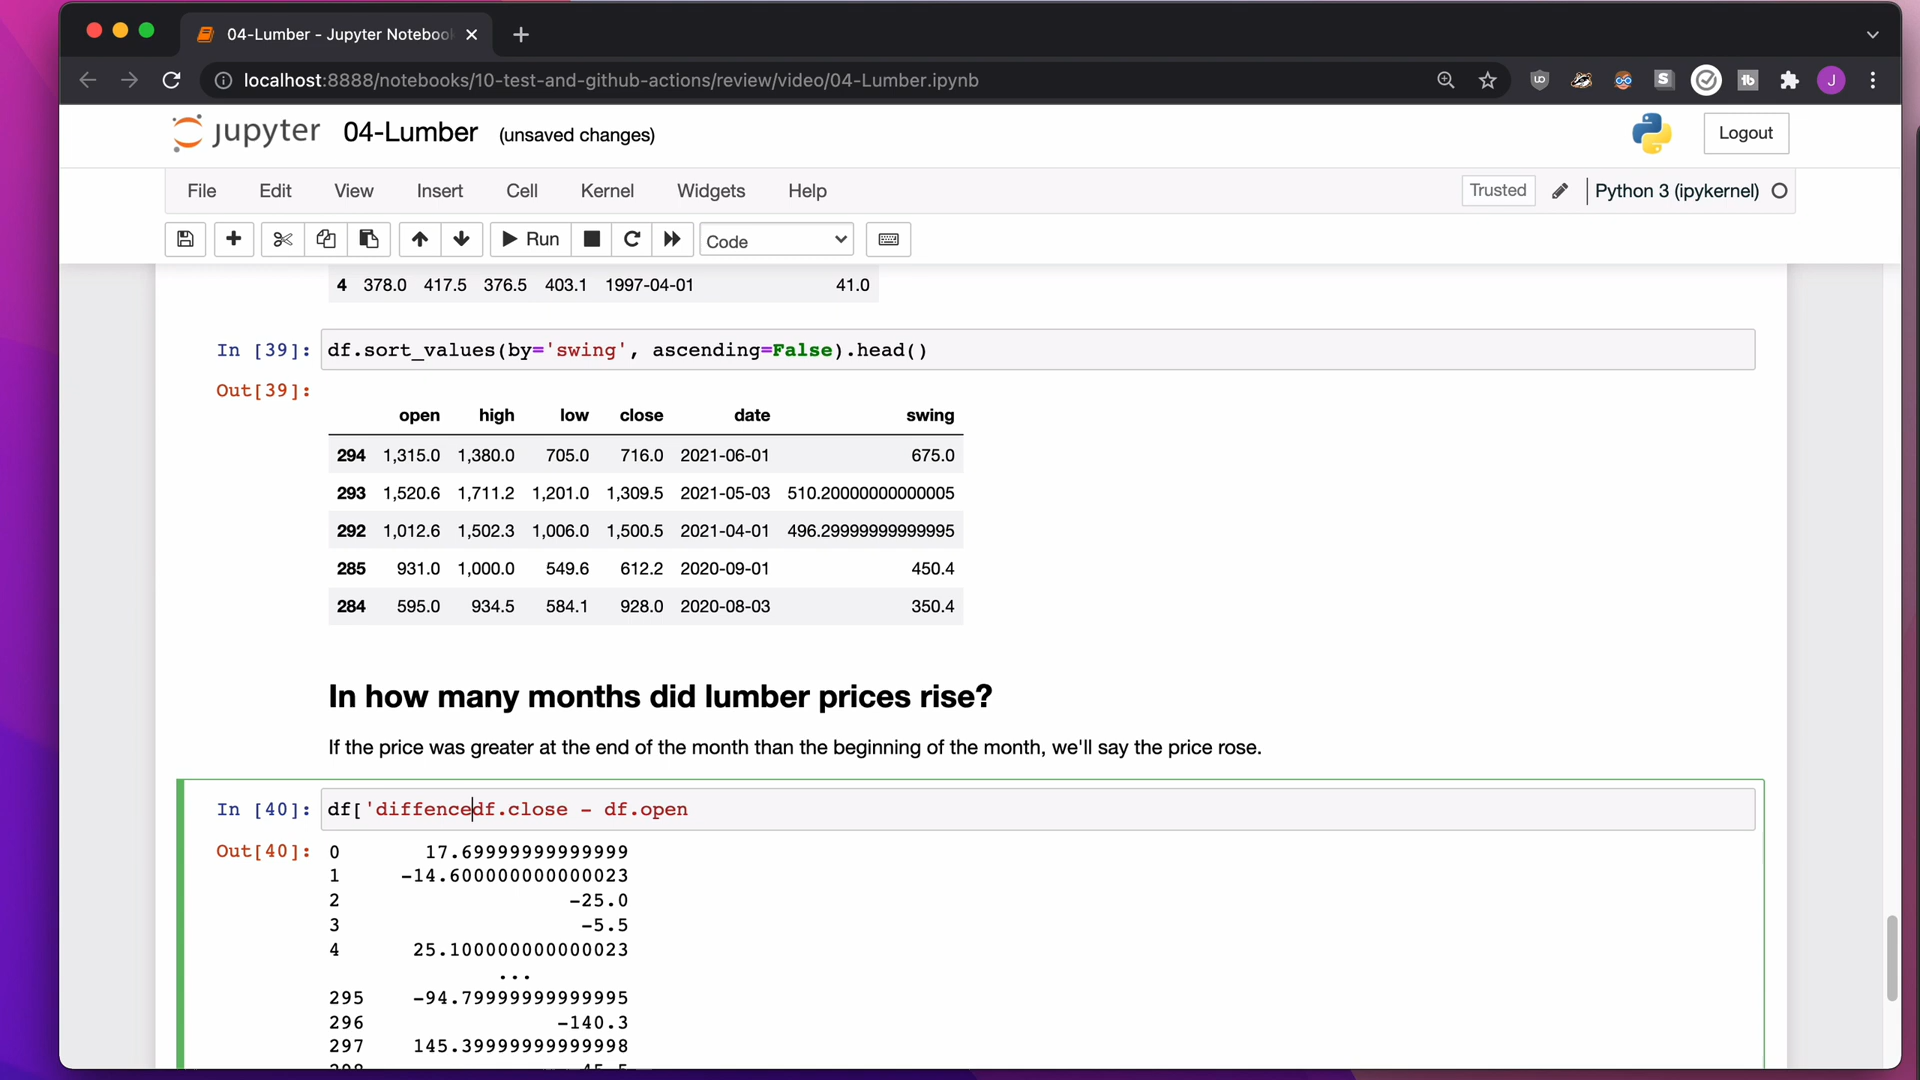 04-Lumber - Jupyter Notebook
localhost:8888/notebooks/10-test-and-github-actions/review/video/04-Lumber.ipynb
jupyter 04-Lumber (unsaved changes) Logout
File Edit View Insert Cell Kernel Widgets Help Trusted Python 3 (ipykernel)
Run Code
4 378.0 417.5 376.5 403.1 1997-04-01 41.0
In [39]: df.sort_values(by='swing', ascending=False).head()
Out[39]:
open high low close date swing
294 1,315.0 1,380.0 705.0 716.0 2021-06-01 675.0
293 1,520.6 1,711.2 1,201.0 1,309.5 2021-05-03 510.20000000000005
292 1,012.6 1,502.3 1,006.0 1,500.5 2021-04-01 496.29999999999995
285 931.0 1,000.0 549.6 612.2 2020-09-01 450.4
284 595.0 934.5 584.1 928.0 2020-08-03 350.4
In how many months did lumber prices rise?
If the price was greater at the end of the month than the beginning of the month, we'll say the price rose.
In [40]: df['diffencedf.close - df.open
Out[40]: 0 17.69999999999999
1 -14.600000000000023
2 -25.0
3 -5.5
4 25.1000000000000023
...
295 -94.79999999999995
296 -140.3
297 145.39999999999998